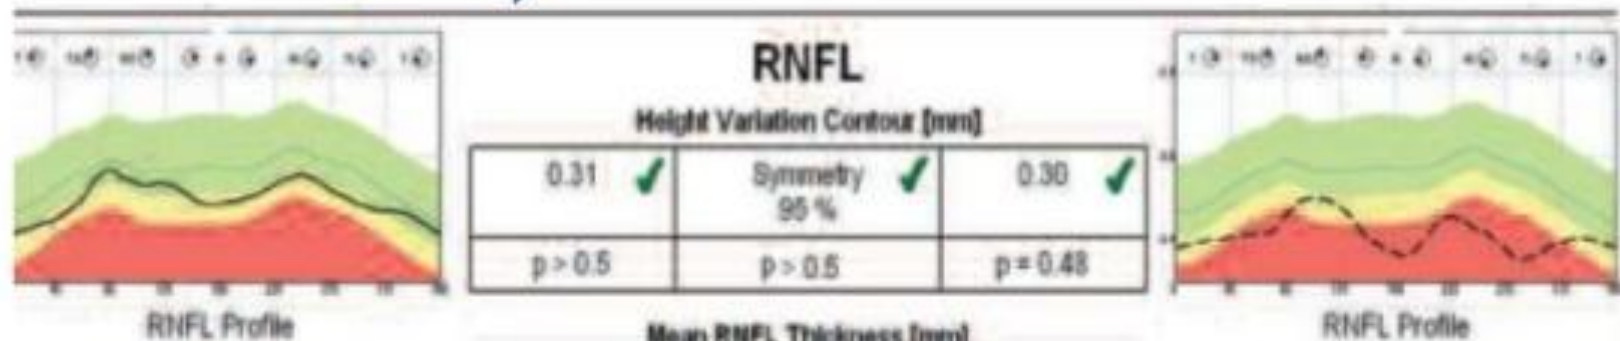 RNFL
Height Variation Contour [mm]
0.31 Symmetry 0.30
95 %
p > 0.5 p > 0.5 p = 0.48
RNFL Profile RNFL Profile
Mean RNFL Thickness [mm]